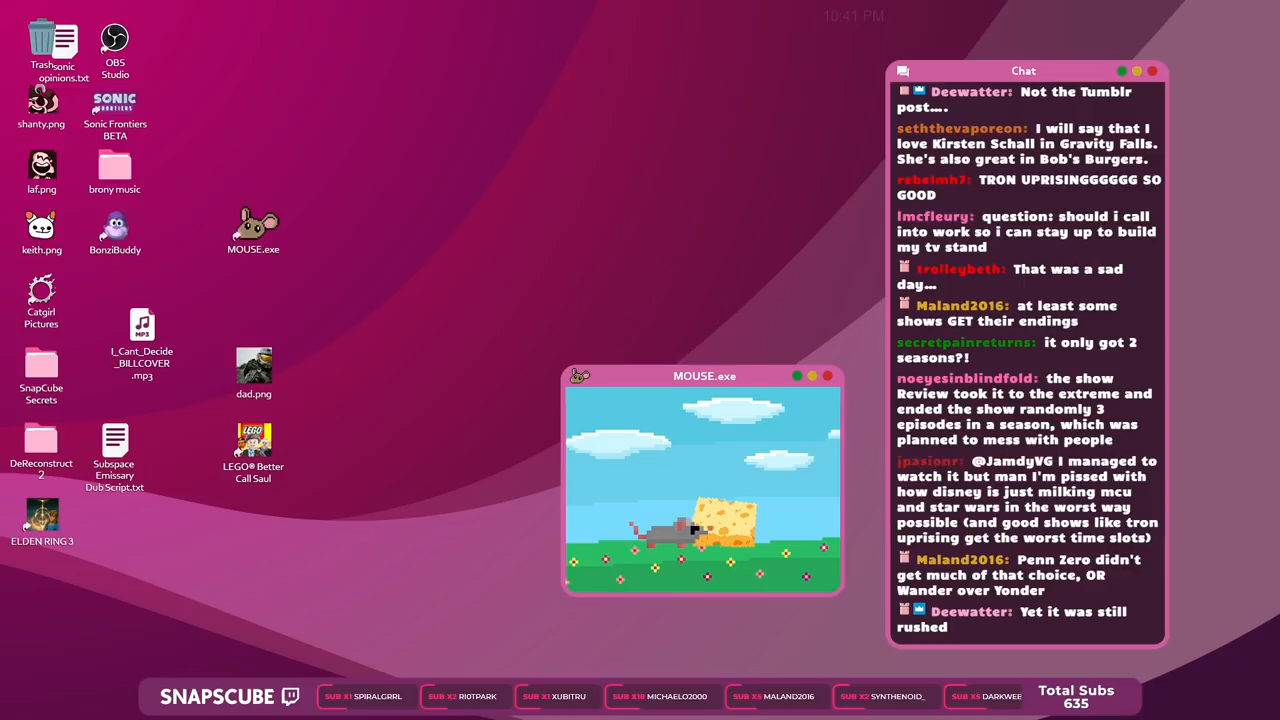 10:41 PM
Trash
sonic
opinions.txt
OBS
Studio
shanty.png
SONIC
FRONTIERS
Sonic Frontiers
BETA
laf.png
brony music
keith.png
BonziBuddy
MOUSE.exe
Catgirl
Pictures
MP3
I_Cant_Decide
_BILLCOVER
.mp3
SnapCube
Secrets
dad.png
DeReconstruct
2
Subspace
Emissary
Dub Script.txt
LEGO
LEGO® Better
Call Saul
ELDEN RING 3
MOUSE.exe
Chat
Deewatter: Not the Tumblr
post....
seththevaporeon: I will say that I
love Kirsten Schall in Gravity Falls.
She's also great in Bob's Burgers.
rebelmh7: TRON UPRISINGGGGGG SO
GOOD
lmcfleury: question: should i call
into work so i can stay up to build
my tv stand
trolleybeth: That was a sad
day...
Maland2016: at least some
shows GET their endings
secretpainreturns: it only got 2
seasons?!
noeyesinblindfold: the show
Review took it to the extreme and
ended the show randomly 3
episodes in a season, which was
planned to mess with people
jpasionr: @JamdyVG I managed to
watch it but man I'm pissed with
how disney is just milking mcu
and star wars in the worst way
possible (and good shows like tron
uprising get the worst time slots)
Maland2016: Penn Zero didn't
get much of that choice, OR
Wander over Yonder
Deewatter: Yet it was still
rushed
SNAPSCUBE
SUB X1 SPIRALGRRL
SUB X2 RI0TPARK
SUB X1 XUBITRU
SUB X18 MICHAELO2000
SUB X5 MALAND2016
SUB X2 SYNTHENOID_
SUB X5 DARKWEE
Total Subs
635